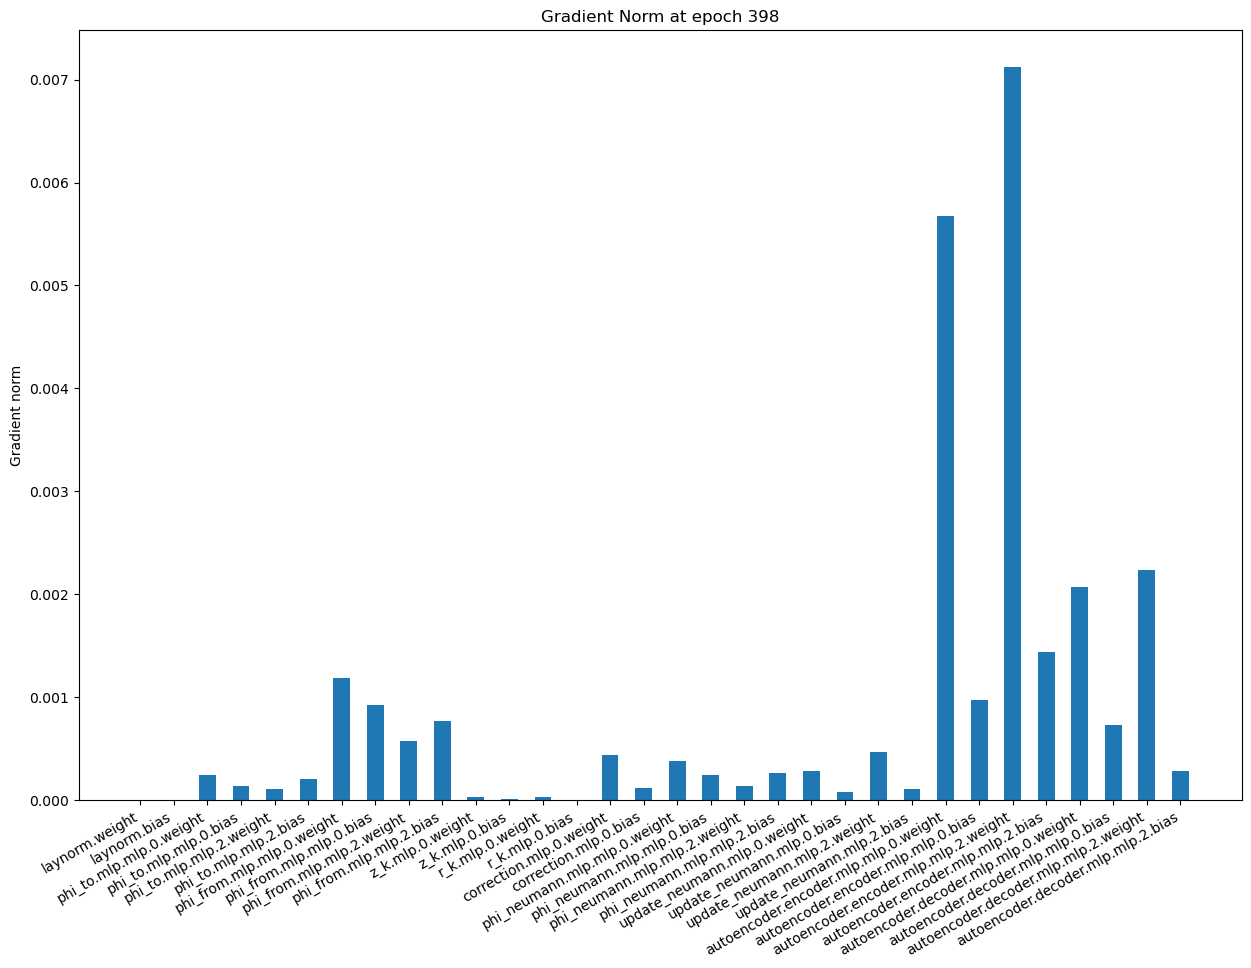 Gradient Norm at epoch 398
0.007
0.006
0.005
0.004
0.003
0.002
0.001
0.000
Gradient norm
laynorm.weight
laynorm.bias
phi_to.mlp.mlp.0.weight
phi_to.mlp.mlp.0.bias
phi_to.mlp.mlp.2.weight
phi_to.mlp.mlp.2.bias
phi_from.mlp.mlp.0.weight
phi_from.mlp.mlp.0.bias
phi_from.mlp.mlp.2.weight
phi_from.mlp.mlp.2.bias
z_k.mlp.0.weight
z_k.mlp.0.bias
r_k.mlp.0.weight
r_k.mlp.0.bias
correction.mlp.0.weight
correction.mlp.0.bias
phi_neumann.mlp.mlp.0.weight
phi_neumann.mlp.mlp.0.bias
phi_neumann.mlp.mlp.2.weight
phi_neumann.mlp.mlp.2.bias
update_neumann.mlp.0.weight
update_neumann.mlp.0.bias
update_neumann.mlp.2.weight
update_neumann.mlp.2.bias
autoencoder.encoder.mlp.mlp.0.weight
autoencoder.encoder.mlp.mlp.0.bias
autoencoder.encoder.mlp.mlp.2.weight
autoencoder.encoder.mlp.mlp.2.bias
autoencoder.decoder.mlp.mlp.0.weight
autoencoder.decoder.mlp.mlp.0.bias
autoencoder.decoder.mlp.mlp.2.weight
autoencoder.decoder.mlp.mlp.2.bias